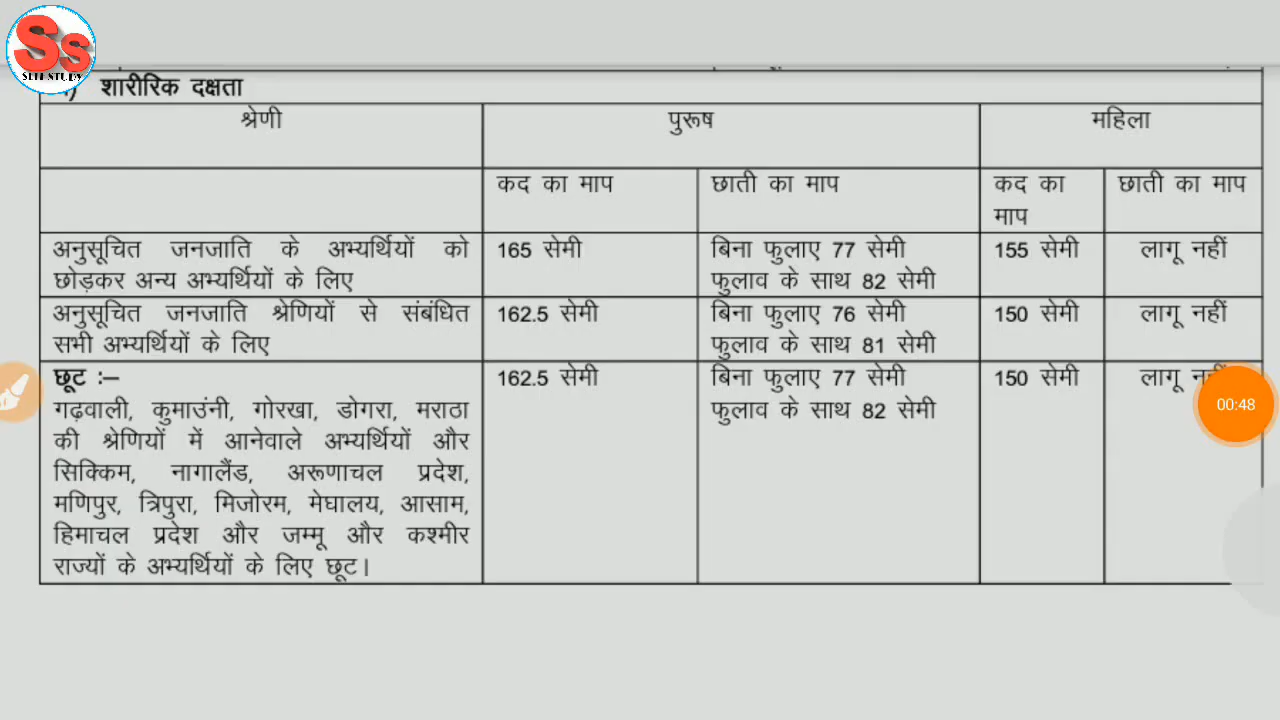 Ss
SELF STUDY
शारीरिक दक्षता
श्रेणी
पुरूष
महिला
कद का माप
छाती का माप
कद का
माप
छाती का माप
अनुसूचित जनजाति के अभ्यर्थियों को
छोड़कर अन्य अभ्यर्थियों के लिए
165 सेमी
बिना फुलाए 77 सेमी
फुलाव के साथ 82 सेमी
155 सेमी
लागू नहीं
अनुसूचित जनजाति श्रेणियों से संबंधित
सभी अभ्यर्थियों के लिए
162.5 सेमी
बिना फुलाए 76 सेमी
फुलाव के साथ 81 सेमी
150 सेमी
लागू नहीं
छूट :–
गढ़वाली, कुमाउंनी, गोरखा, डोगरा, मराठा
की श्रेणियों में आनेवाले अभ्यर्थियों और
सिक्किम, नागालैंड, अरूणाचल प्रदेश,
मणिपुर, त्रिपुरा, मिजोरम, मेघालय, आसाम,
हिमाचल प्रदेश और जम्मू और कश्मीर
राज्यों के अभ्यर्थियों के लिए छूट।
162.5 सेमी
बिना फुलाए 77 सेमी
फुलाव के साथ 82 सेमी
150 सेमी
लागू नहीं
00:48